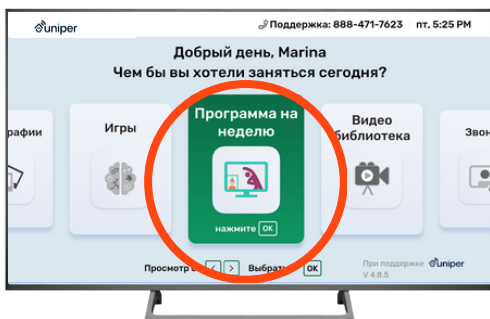 uniper
Поддержка: 888-471-7623
пт, 5:25 PM
Добрый день, Marina
Чем бы вы хотели заняться сегодня?
Игры
Программа на
неделю
нажмите OK
Видео
библиотека
Просмотр
< >
OK
При поддержке uniper
V 4.8.5